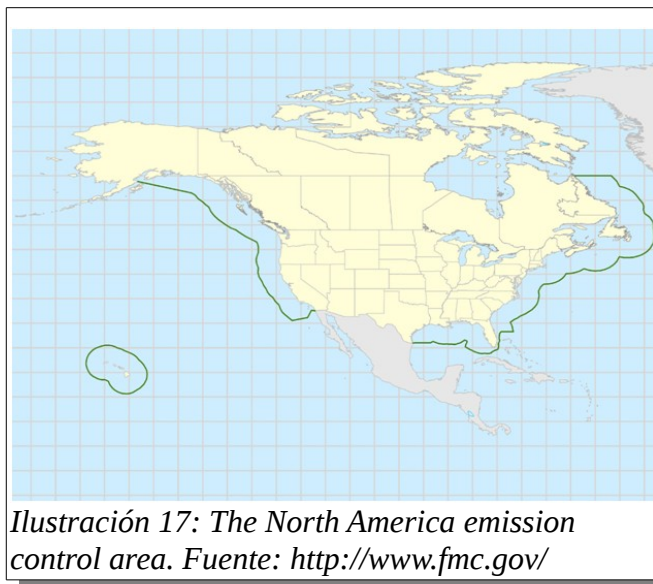 Ilustración 17: The North America emission
control area. Fuente: http://www.fmc.gov/